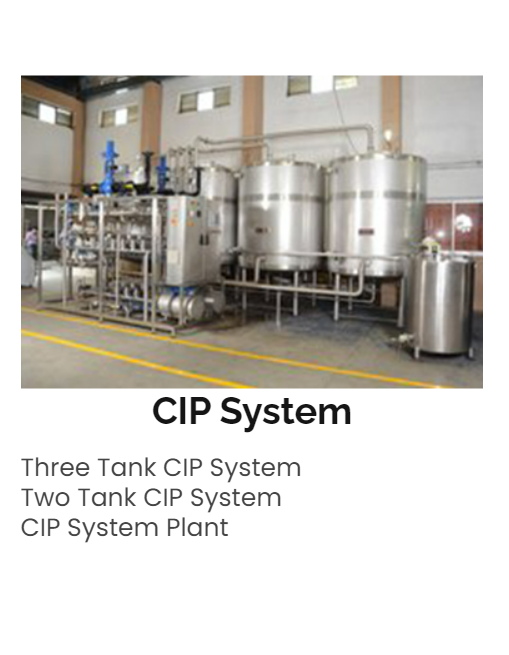 CIP System
Three Tank CIP System
Two Tank CIP System
CIP System Plant